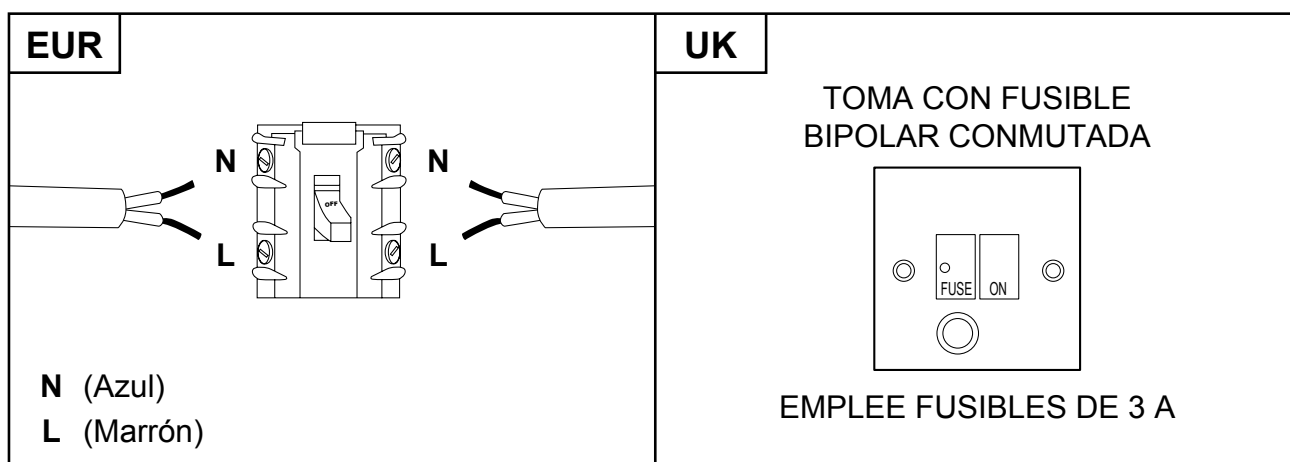 EUR
N
N
OFF
L
L
N (Azul)
L (Marrón)
UK
TOMA CON FUSIBLE
BIPOLAR CONMUTADA
FUSE
ON
EMPLEE FUSIBLES DE 3 A